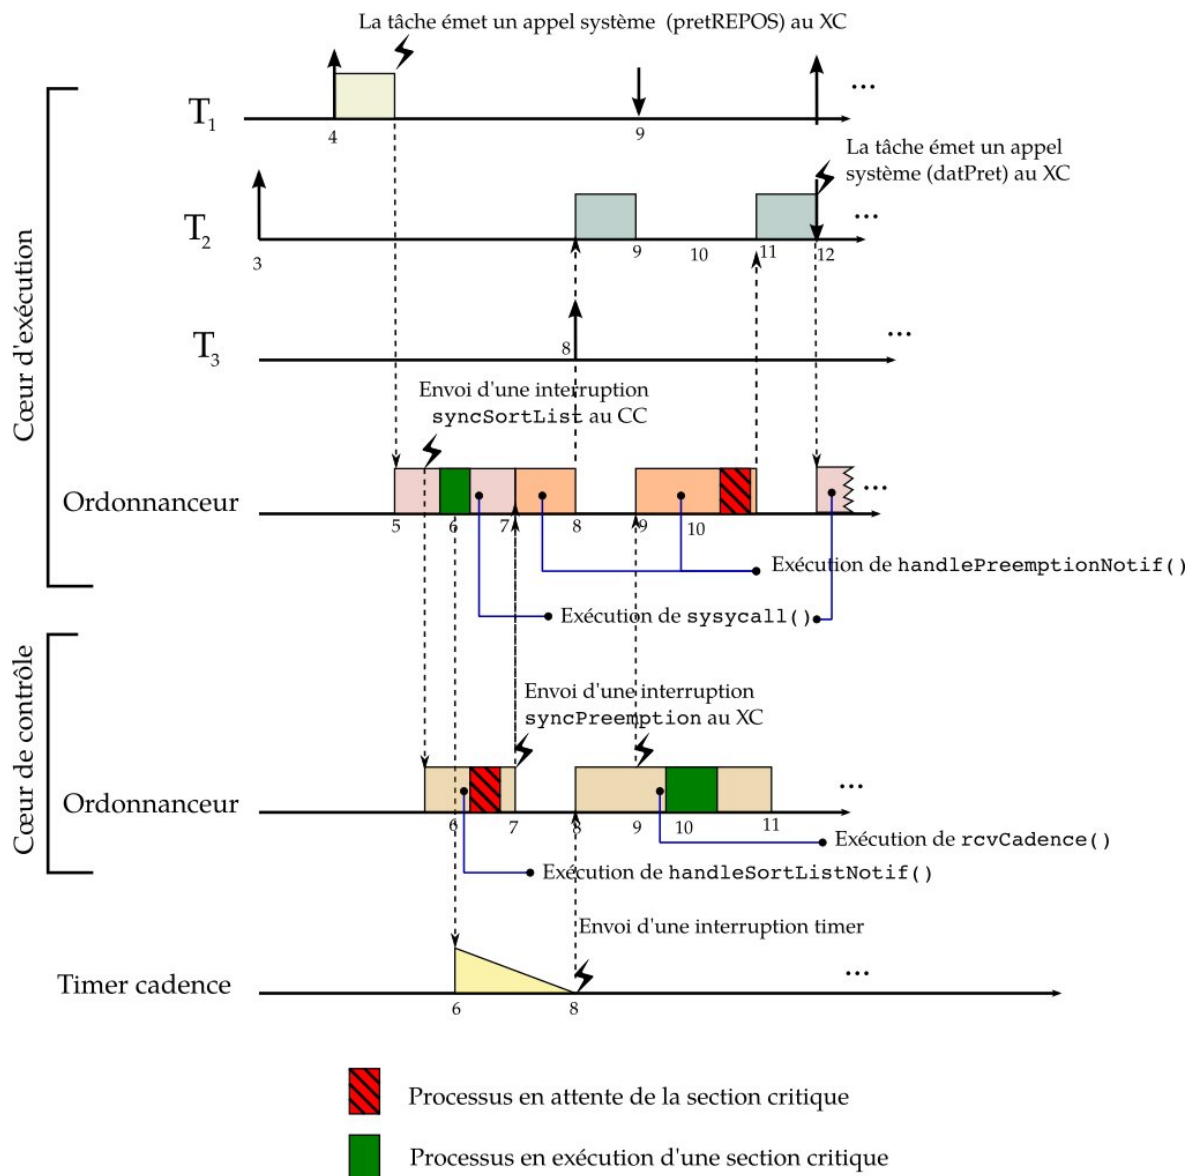 La tâche émet un appel système (pretREPOS) au XC
...
T1
4
9
La tâche émet un appel
système (datPret) au XC
...
T2
3
9
10
11
12
Cœur d'exécution
...
T3
8
Envoi d'une interruption
syncSortList au CC
Ordonnanceur
...
5
6
7
8
9
10
Exécution de handlePreemptionNotif()
Exécution de sysycall()
Cœur de contrôle
Envoi d'une interruption
syncPreemption au XC
...
Ordonnanceur
6
7
8
9
10
11
Exécution de rcvCadence()
Exécution de handleSortListNotif()
Envoi d'une interruption timer
Timer cadence
...
6
8
Processus en attente de la section critique
Processus en exécution d'une section critique